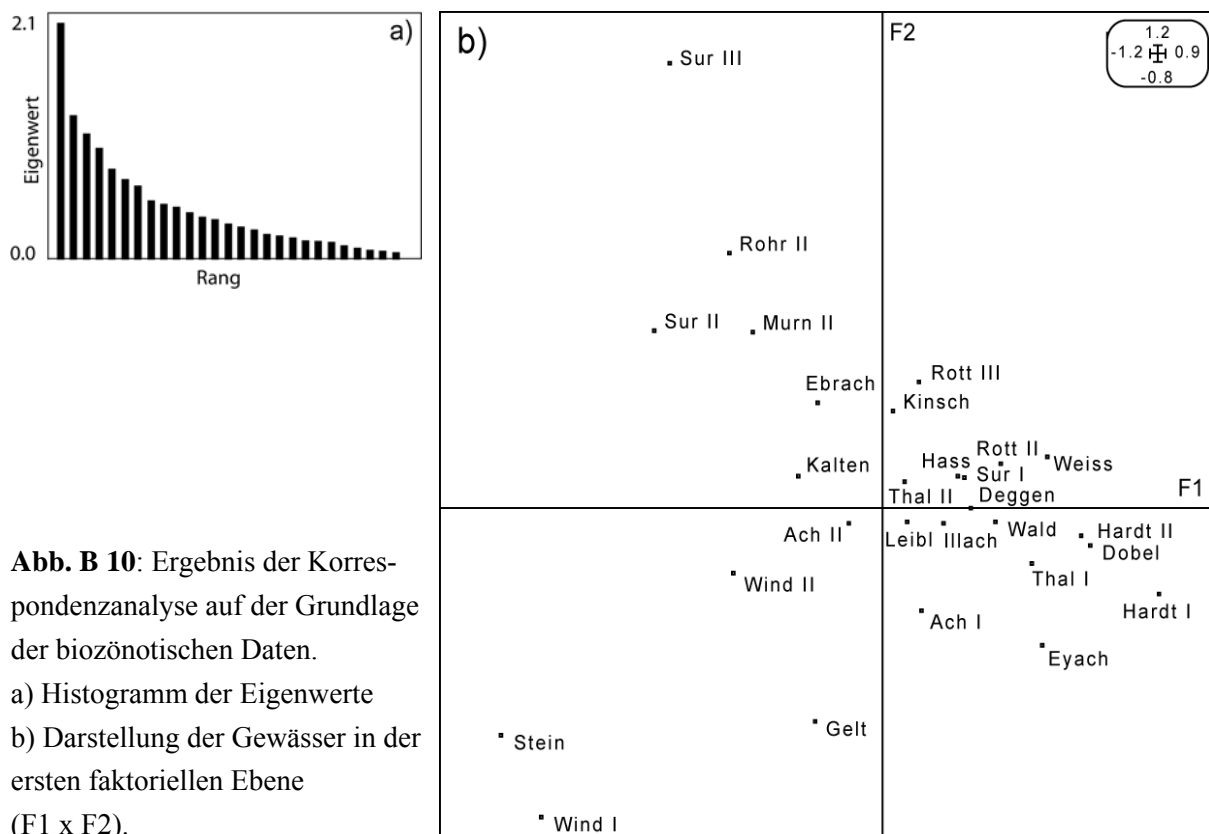 2.1
a)
Eigenwert
0.0
Rang
Abb. B 10: Ergebnis der Korres-
pondenzanalyse auf der Grundlage
der biozönotischen Daten.
a) Histogramm der Eigenwerte
b) Darstellung der Gewässer in der
ersten faktoriellen Ebene
(F1 x F2).
b)
F2
1.2
-1.2 0.9
-0.8
Sur III
Rohr II
Sur II
Murn II
Ebrach
Rott III
Kinsch
Kalten
Hass
Rott II
Sur I
Weiss
Thal II
Deggen
F1
Ach II
Leibl
Illach
Wald
Hardt II
Dobel
Wind II
Thal I
Hardt I
Ach I
Eyach
Stein
Gelt
Wind I